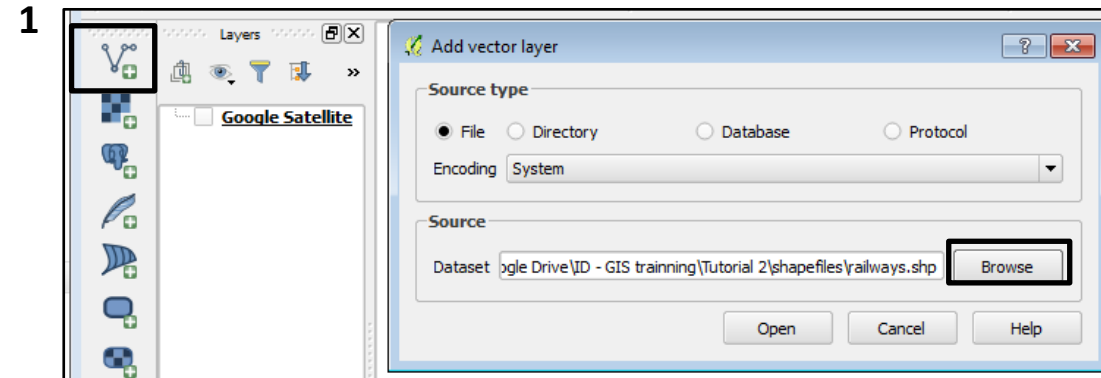 1
Layers
»
Google Satellite
Add vector layer
?
Source type
File Directory Database Protocol
Encoding System
Source
Dataset ogle Drive\ID - GIS trainning\Tutorial 2\shapefiles\railways.shp Browse
Open Cancel Help